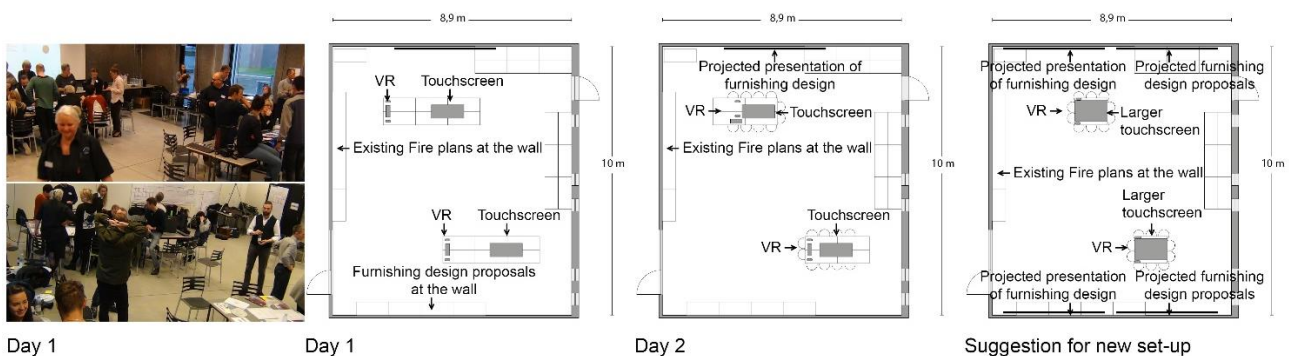 8,9 m
VR
Touchscreen
Existing Fire plans at the wall
10 m
VR
Touchscreen
Furnishing design proposals
at the wall
8,9 m
Projected presentation of
furnishing design
VR
Touchscreen
Existing Fire plans at the wall
10 m
Touchscreen
VR
8,9 m
Projected presentation
of furnishing design
Projected furnishing
design proposals
VR
Larger
touchscreen
10 m
Existing Fire plans at the wall
Larger
touchscreen
VR
Projected presentation
of furnishing design
Projected furnishing
design proposals
Day 1
Day 1
Day 2
Suggestion for new set-up